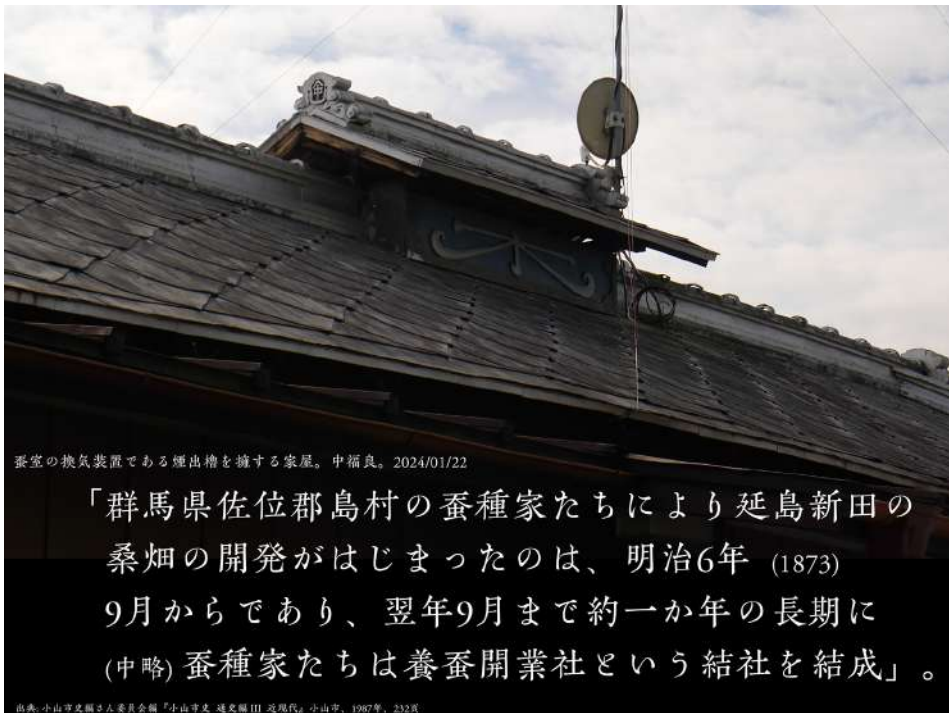 蚕室の換気装置である煙出櫓を擁する家屋。中福良。2024/01/22
「群馬県佐位郡島村の蚕種家たちにより延島新田の
桑畑の開発がはじまったのは、明治6年 (1873)
9月からであり、翌年9月まで約一か年の長期に
(中略) 蚕種家たちは養蚕開業社という結社を結成」。
出典:小山市史編さん委員会編『小山市史 通史編III 近現代』小山市、1987年、232頁